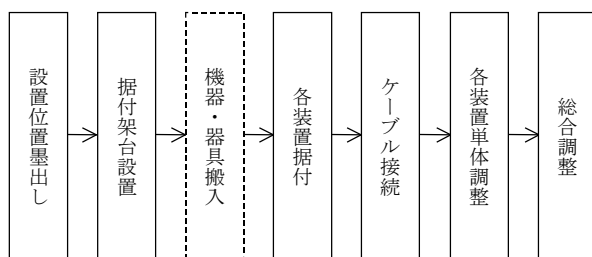 設置位置墨出し
据付架台設置
機器・器具搬入
各装置据付
ケーブル接続
各装置単体調整
総合調整